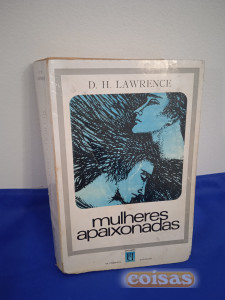 D. H. LAWRENCE
mulheres
apaixonadas
coisas